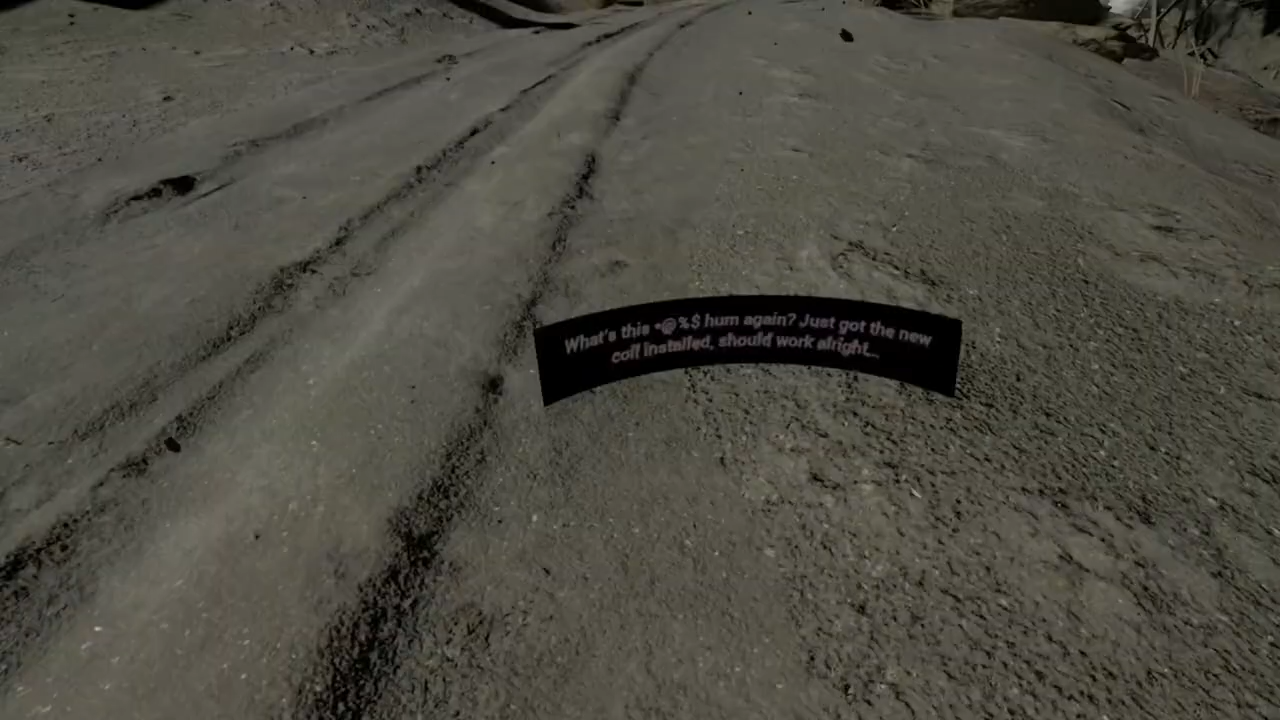 What's this *@%$ hum again? Just got the new
coil installed, should work alright...